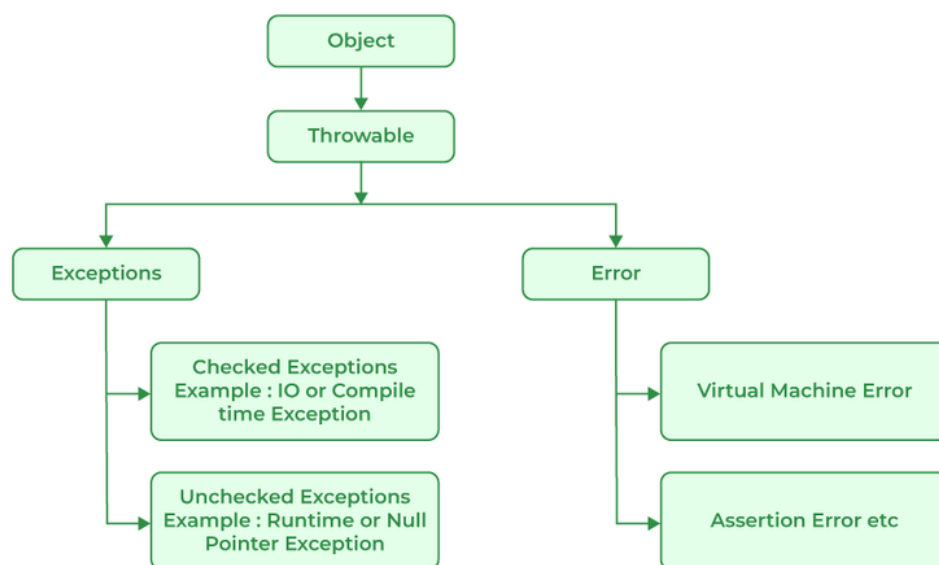 Object
Throwable
Exceptions
Error
Checked Exceptions
Example : IO or Compile
time Exception
Virtual Machine Error
Unchecked Exceptions
Example : Runtime or Null
Pointer Exception
Assertion Error etc